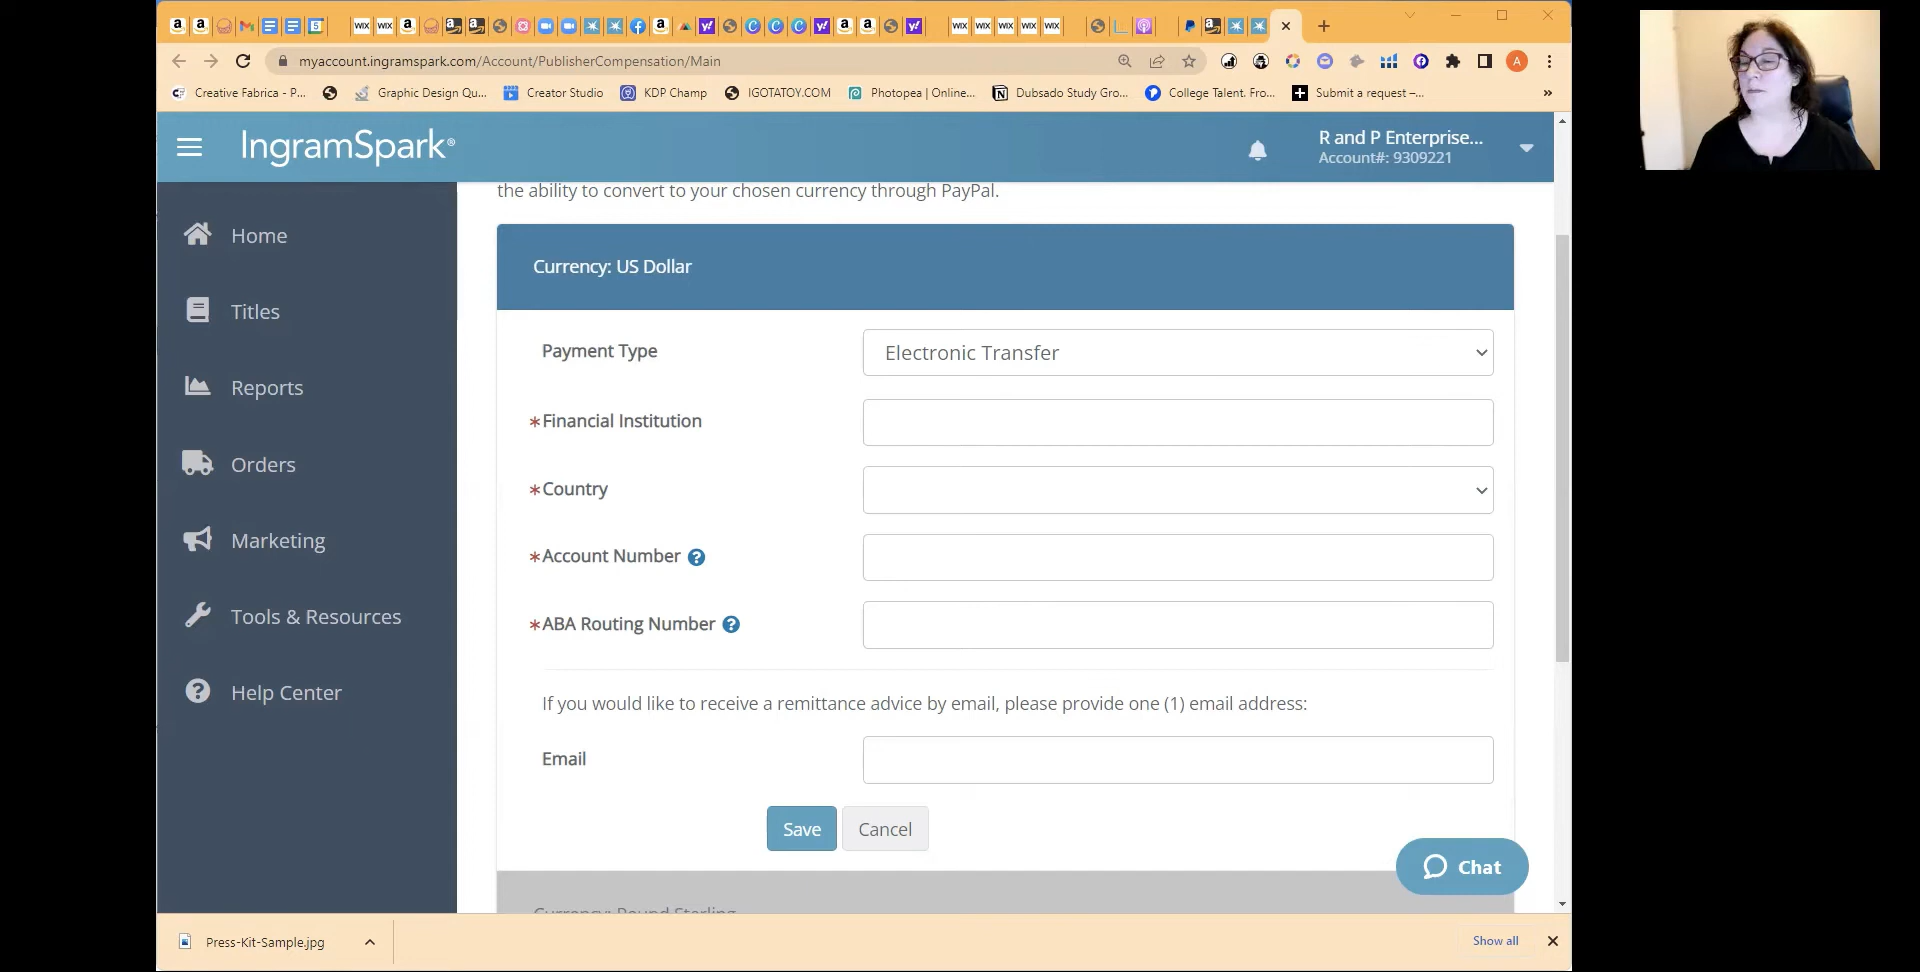 myaccount.ingramspark.com/Account/PublisherCompensation/Main
A
Creative Fabrica - P...
Graphic Design Qu...
Creator Studio
KDP Champ
IGOTATOY.COM
Photopea | Online...
Dubsado Study Gro...
College Talent. Fro...
Submit a request –...
»
IngramSpark®
R and P Enterprise...
Account#: 9309221
Home
Titles
Reports
Orders
Marketing
Tools & Resources
Help Center
the ability to convert to your chosen currency through PayPal.
Currency: US Dollar
Payment Type
Electronic Transfer
*Financial Institution
*Country
*Account Number ?
*ABA Routing Number ?
If you would like to receive a remittance advice by email, please provide one (1) email address:
Email
Save
Cancel
Chat
Currency: Pound Sterling
Press-Kit-Sample.jpg
Show all